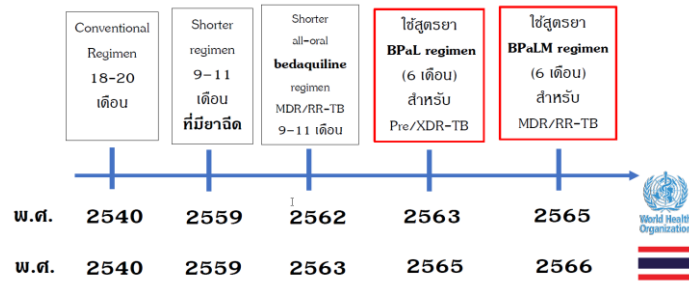 Conventional
Regimen
18-20
เดือน
Shorter
regimen
9-11
เดือน
ที่มียาฉีด
Shorter
all-oral
bedaquiline
regimen
MDR/RR-TB
9-11 เดือน
ใช้สูตรยา
BPaL regimen
(6 เดือน)
สำหรับ
Pre/XDR-TB
ใช้สูตรยา
BPaLM regimen
(6 เดือน)
สำหรับ
MDR/RR-TB
พ.ศ. 2540 2559 2562 2563 2565
World Health
Organization
พ.ศ. 2540 2559 2563 2565 2566